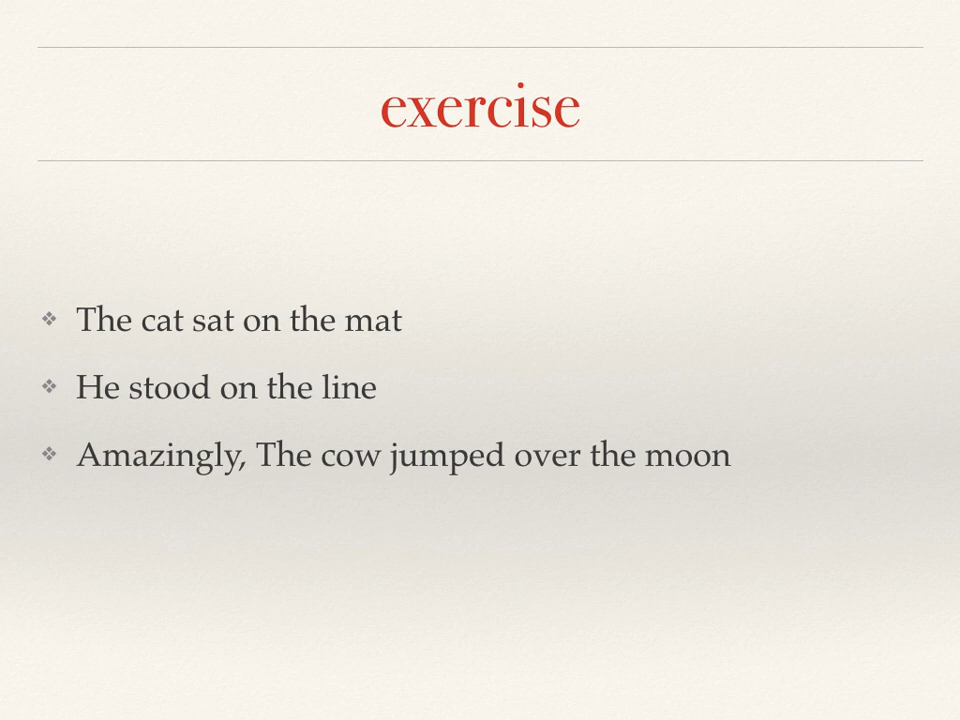 exercise
The cat sat on the mat
He stood on the line
Amazingly, The cow jumped over the moon